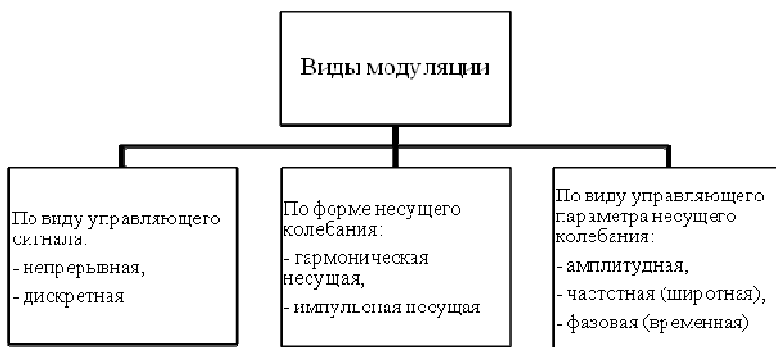 Виды модуляции
По виду управляющего
сигнала:
- непрерывная,
- дискретная
По форме несущего
колебания:
- гармоническая
несущая,
- импульсная несущая
По виду управляющего
параметра несущего
колебания:
- амплитудная,
- частотная (широтная),
- фазовая (временная)